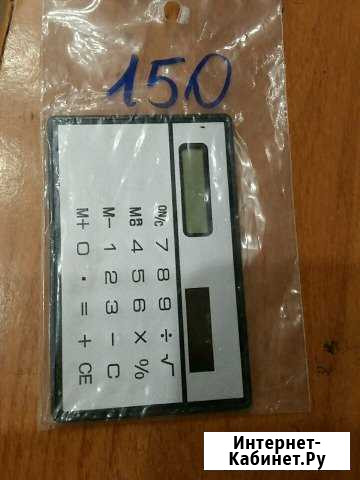 150
ON/C 7 8 9 ÷ √
MR 4 5 6 × %
M- 1 2 3 - C
M+ 0 . = + CE
Интернет-
Кабинет.Ру